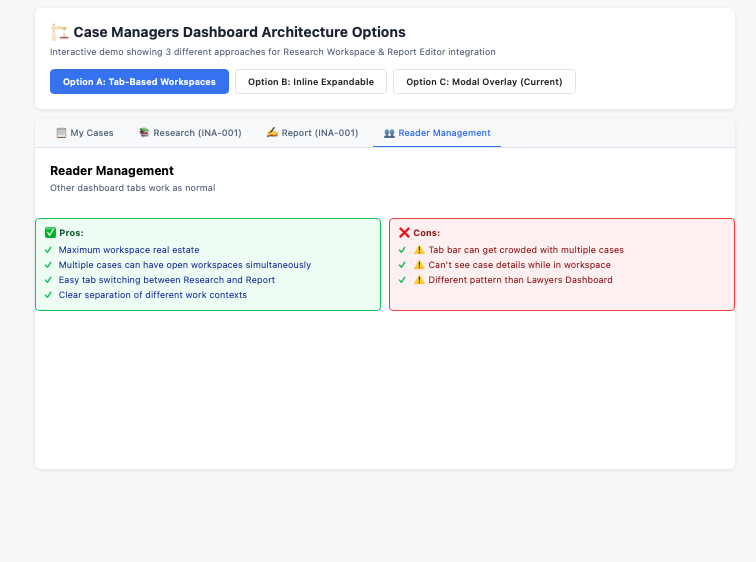 🏗️ Case Managers Dashboard Architecture Options
Interactive demo showing 3 different approaches for Research Workspace & Report Editor integration
Option A: Tab-Based Workspaces
Option B: Inline Expandable
Option C: Modal Overlay (Current)
📋 My Cases
📚 Research (INA-001)
✍️ Report (INA-001)
👥 Reader Management
Reader Management
Other dashboard tabs work as normal
✅ Pros:
✓ Maximum workspace real estate
✓ Multiple cases can have open workspaces simultaneously
✓ Easy tab switching between Research and Report
✓ Clear separation of different work contexts
❌ Cons:
✓ ⚠️ Tab bar can get crowded with multiple cases
✓ ⚠️ Can't see case details while in workspace
✓ ⚠️ Different pattern than Lawyers Dashboard